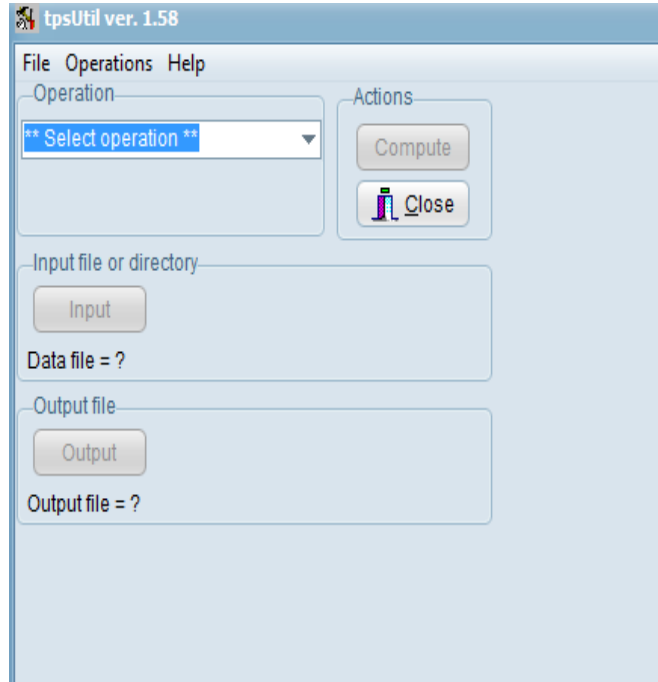 tpsUtil ver. 1.58
File Operations Help
Operation
** Select operation **
Actions
Compute
Close
Input file or directory
Input
Data file = ?
Output file
Output
Output file = ?